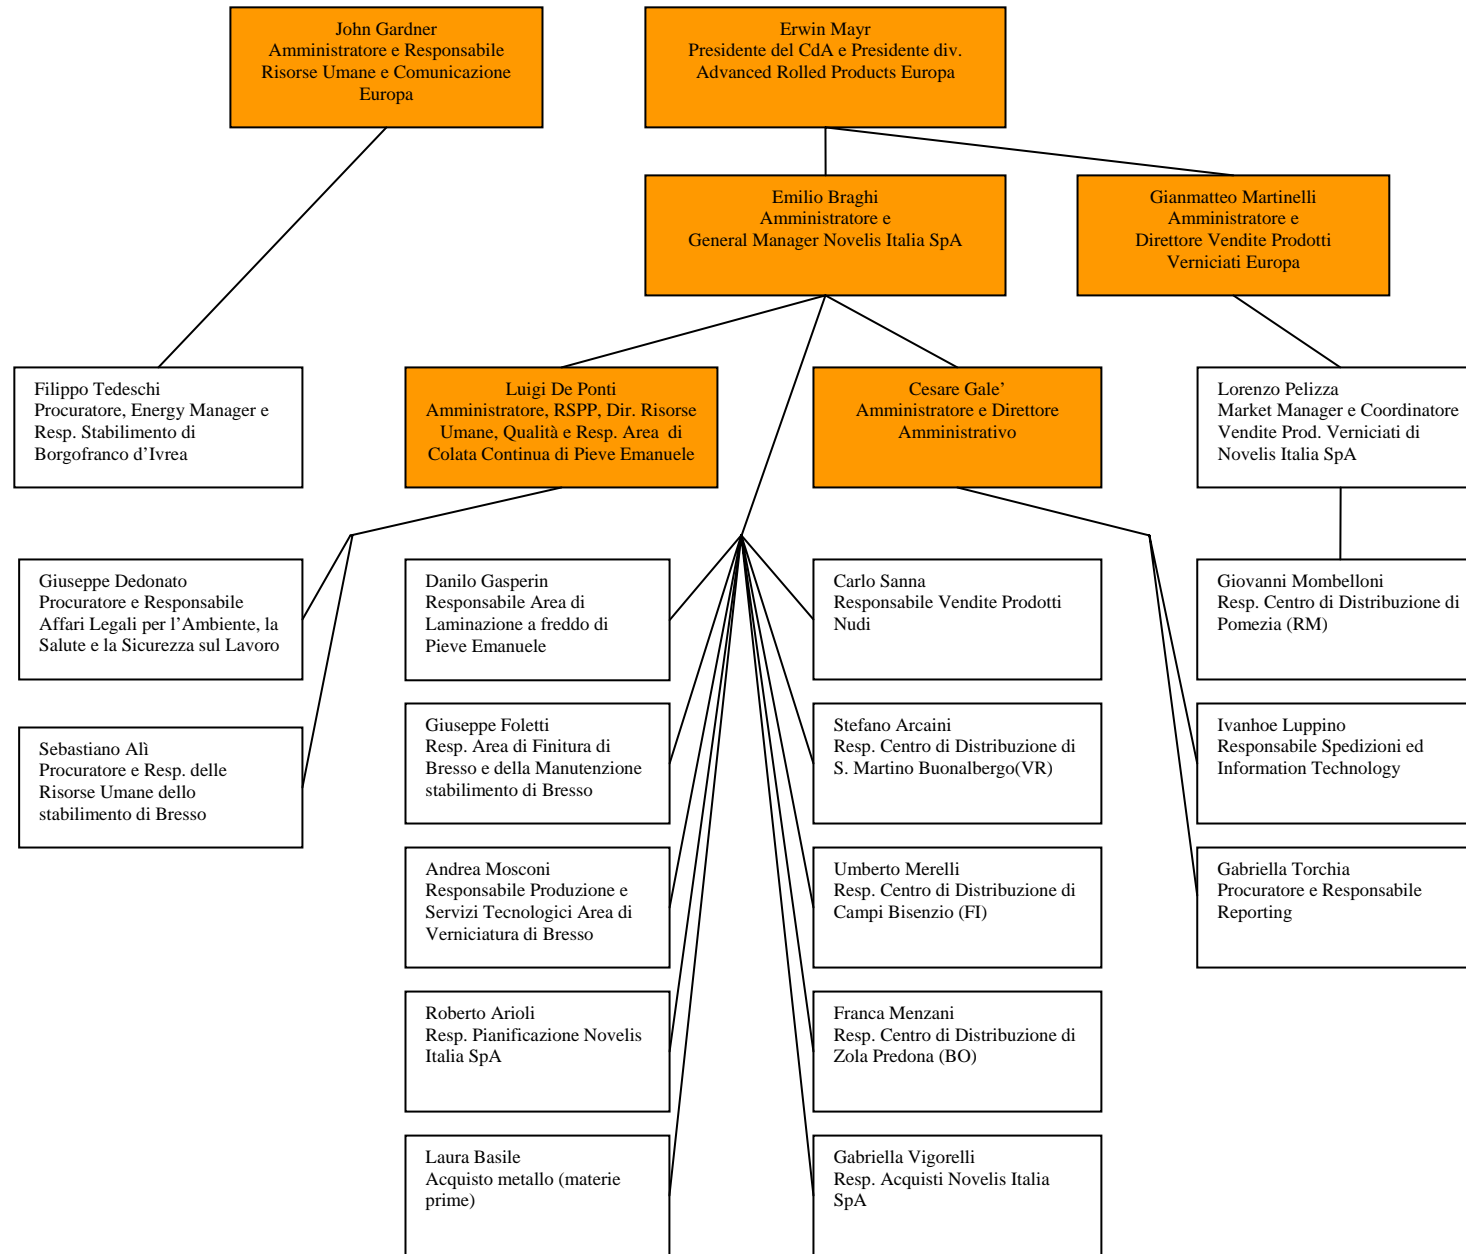 John Gardner
Amministratore e Responsabile
Risorse Umane e Comunicazione
Europa
Erwin Mayr
Presidente del CdA e Presidente div.
Advanced Rolled Products Europa
Emilio Braghi
Amministratore e
General Manager Novelis Italia SpA
Gianmatteo Martinelli
Amministratore e
Direttore Vendite Prodotti
Verniciati Europa
Filippo Tedeschi
Procuratore, Energy Manager e
Resp. Stabilimento di
Borgofranco d’Ivrea
Luigi De Ponti
Amministratore, RSPP, Dir. Risorse
Umane, Qualità e Resp. Area di
Colata Continua di Pieve Emanuele
Cesare Gale’
Amministratore e Direttore
Amministrativo
Lorenzo Pelizza
Market Manager e Coordinatore
Vendite Prod. Verniciati di
Novelis Italia SpA
Giuseppe Dedonato
Procuratore e Responsabile
Affari Legali per l’Ambiente, la
Salute e la Sicurezza sul Lavoro
Danilo Gasperin
Responsabile Area di
Laminazione a freddo di
Pieve Emanuele
Carlo Sanna
Responsabile Vendite Prodotti
Nudi
Giovanni Mombelloni
Resp. Centro di Distribuzione di
Pomezia (RM)
Sebastiano Alì
Procuratore e Resp. delle
Risorse Umane dello
stabilimento di Bresso
Giuseppe Foletti
Resp. Area di Finitura di
Bresso e della Manutenzione
stabilimento di Bresso
Stefano Arcaini
Resp. Centro di Distribuzione di
S. Martino Buonalbergo(VR)
Ivanhoe Luppino
Responsabile Spedizioni ed
Information Technology
Andrea Mosconi
Responsabile Produzione e
Servizi Tecnologici Area di
Verniciatura di Bresso
Umberto Merelli
Resp. Centro di Distribuzione di
Campi Bisenzio (FI)
Gabriella Torchia
Procuratore e Responsabile
Reporting
Roberto Arioli
Resp. Pianificazione Novelis
Italia SpA
Franca Menzani
Resp. Centro di Distribuzione di
Zola Predona (BO)
Laura Basile
Acquisto metallo (materie
prime)
Gabriella Vigorelli
Resp. Acquisti Novelis Italia
SpA